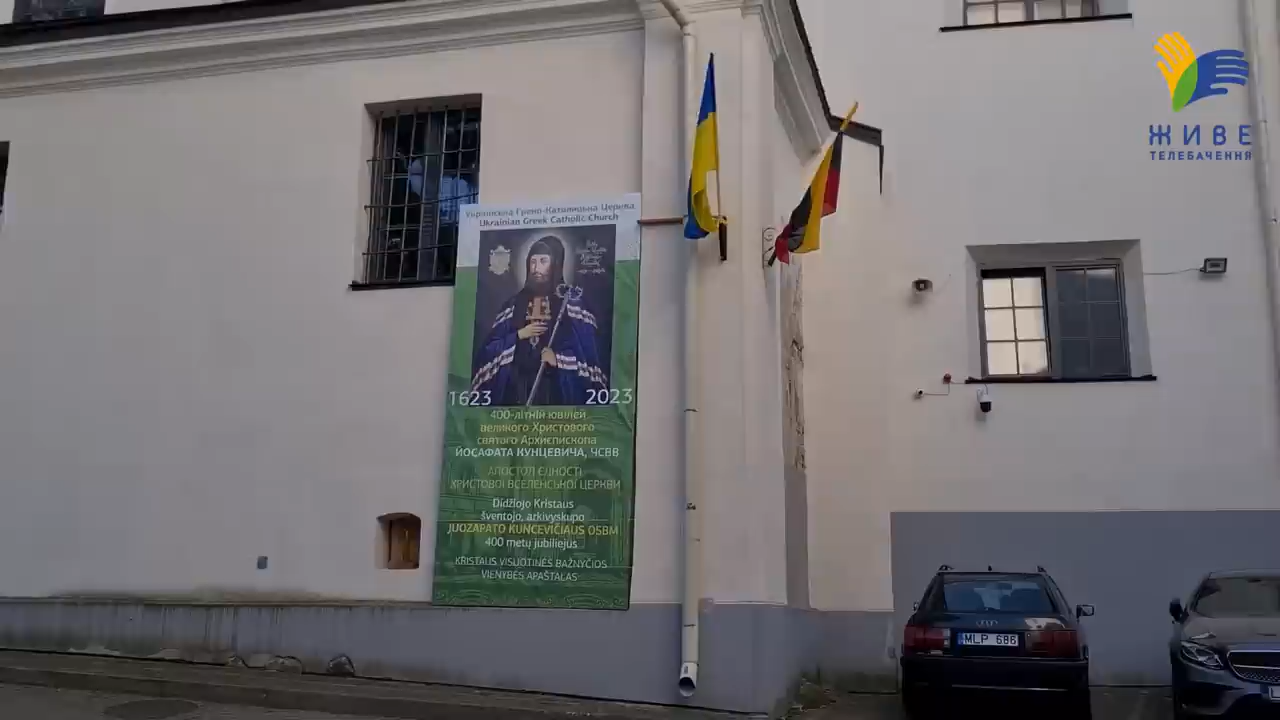 ЖИВЕ
ТЕЛЕБАЧЕННЯ
Українська Греко-Католицька Церква
Ukrainian Greek Catholic Church
1623 2023
400-літній ювілей
великого Христового
святого Архиєпископа
ЙОСАФАТА КУНЦЕВИЧА, ЧСВВ
АПОСТОЛ ЄДНОСТІ
ХРИСТОВОЇ ВСЕЛЕНСЬКОЇ ЦЕРКВИ
Didžiojo Kristaus
šventojo, arkivyskupo
JUOZAPATO KUNCEVIČIAUS OSBM
400 metų jubiliejus
KRISTAUS VISUOTINĖS BAŽNYČIOS
VIENYBĖS APAŠTALAS
MLP 686